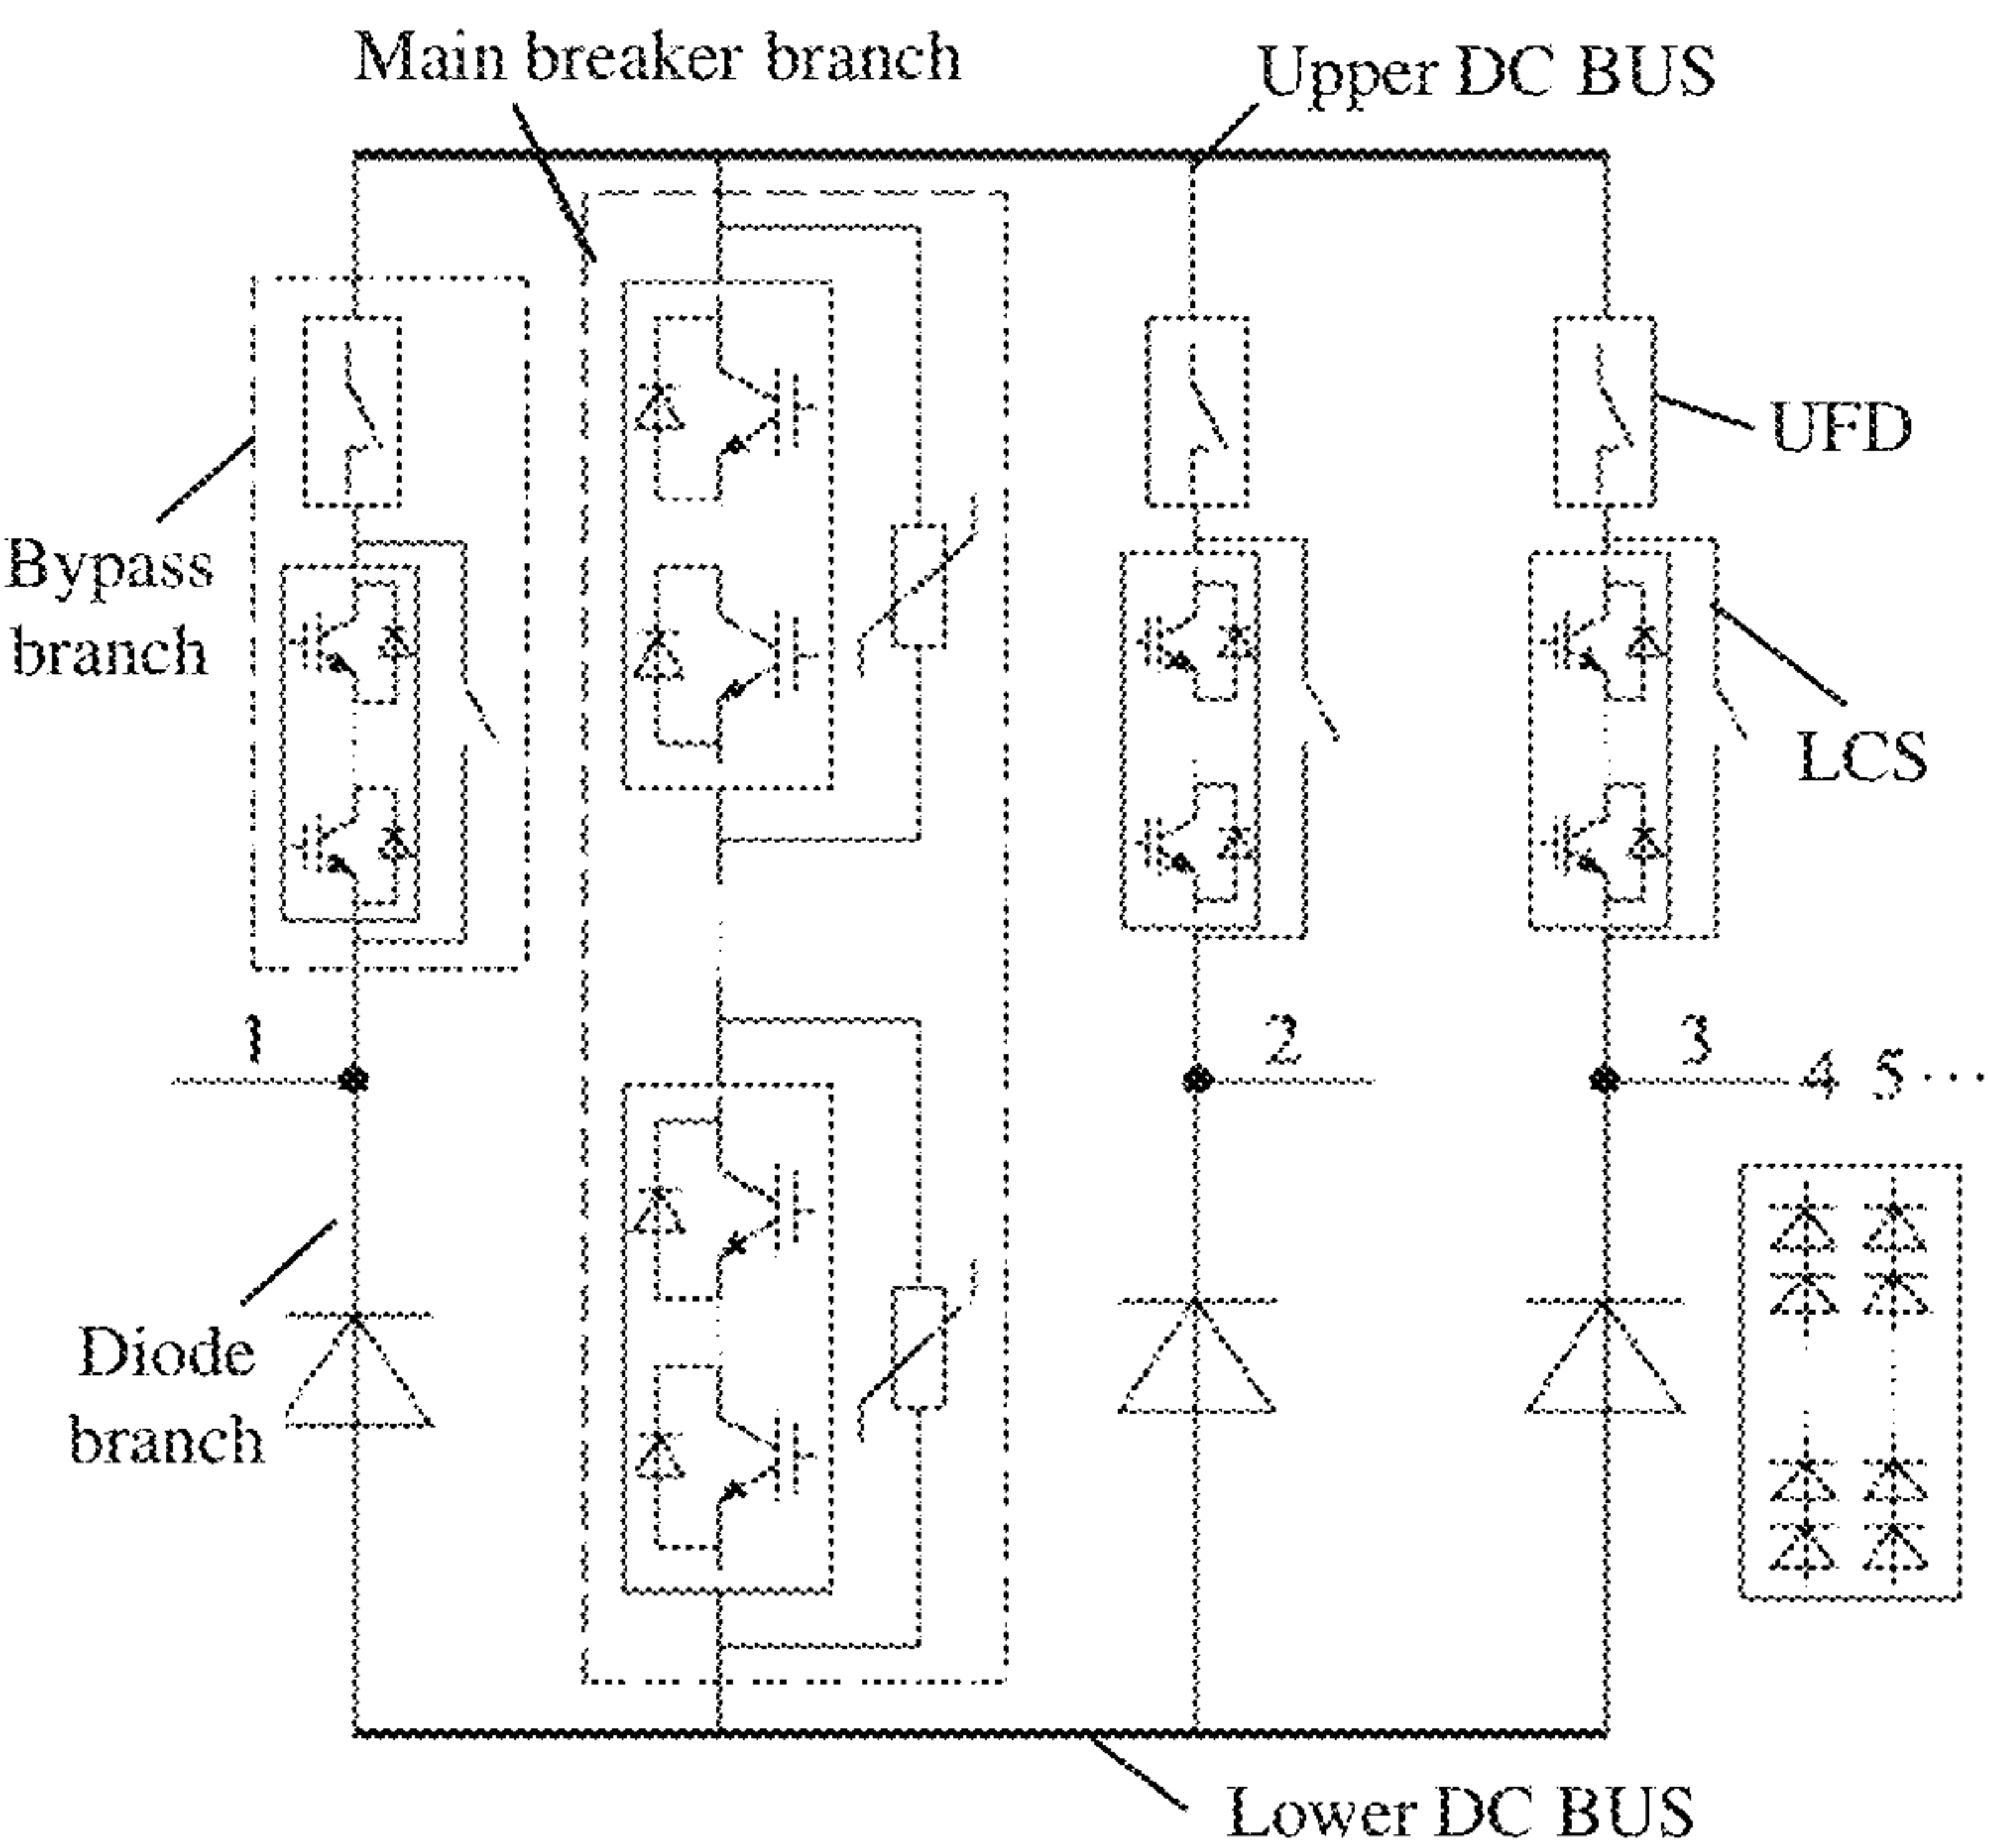 Main breaker branch
Upper DC BUS
UFD
Bypass
branch
LCS
1
2
3
4 5 ...
Diode
branch
Lower DC BUS